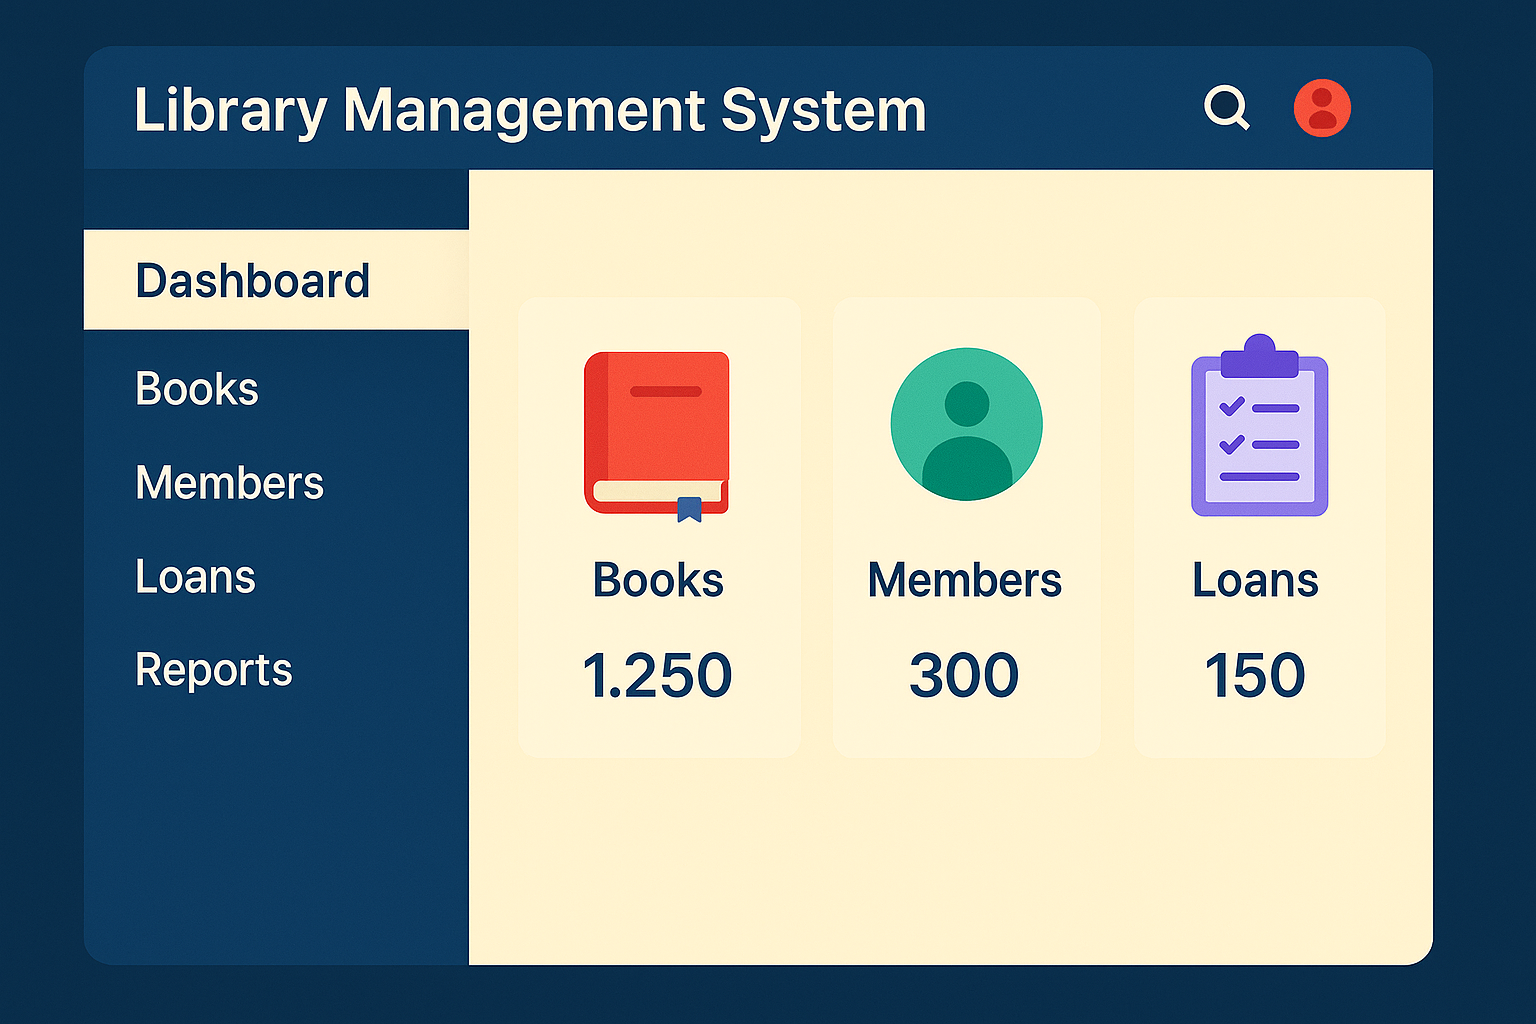 Library Management System
Dashboard
Books
Members
Loans
Reports
Books
1.250
Members
300
Loans
150